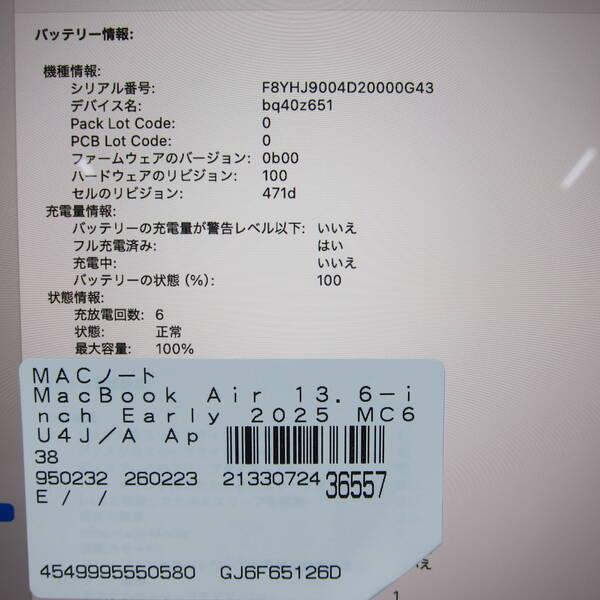 バッテリー情報:
機種情報:
シリアル番号: F8YHJ9004D20000G43
デバイス名: bq40z651
Pack Lot Code: 0
PCB Lot Code: 0
ファームウェアのバージョン: 0b00
ハードウェアのリビジョン: 100
セルのリビジョン: 471d
充電量情報:
バッテリーの充電量が警告レベル以下: いいえ
フル充電済み: はい
充電中: いいえ
バッテリーの状態 (%): 100
状態情報:
充放電回数: 6
状態: 正常
最大容量: 100%
MACノート
MacBook Air 13.6-i
nch Early 2025 MC6
U4J/A Ap
38
950232 260223 21330724 36557
E / /
4549995550580 GJ6F65126D
1